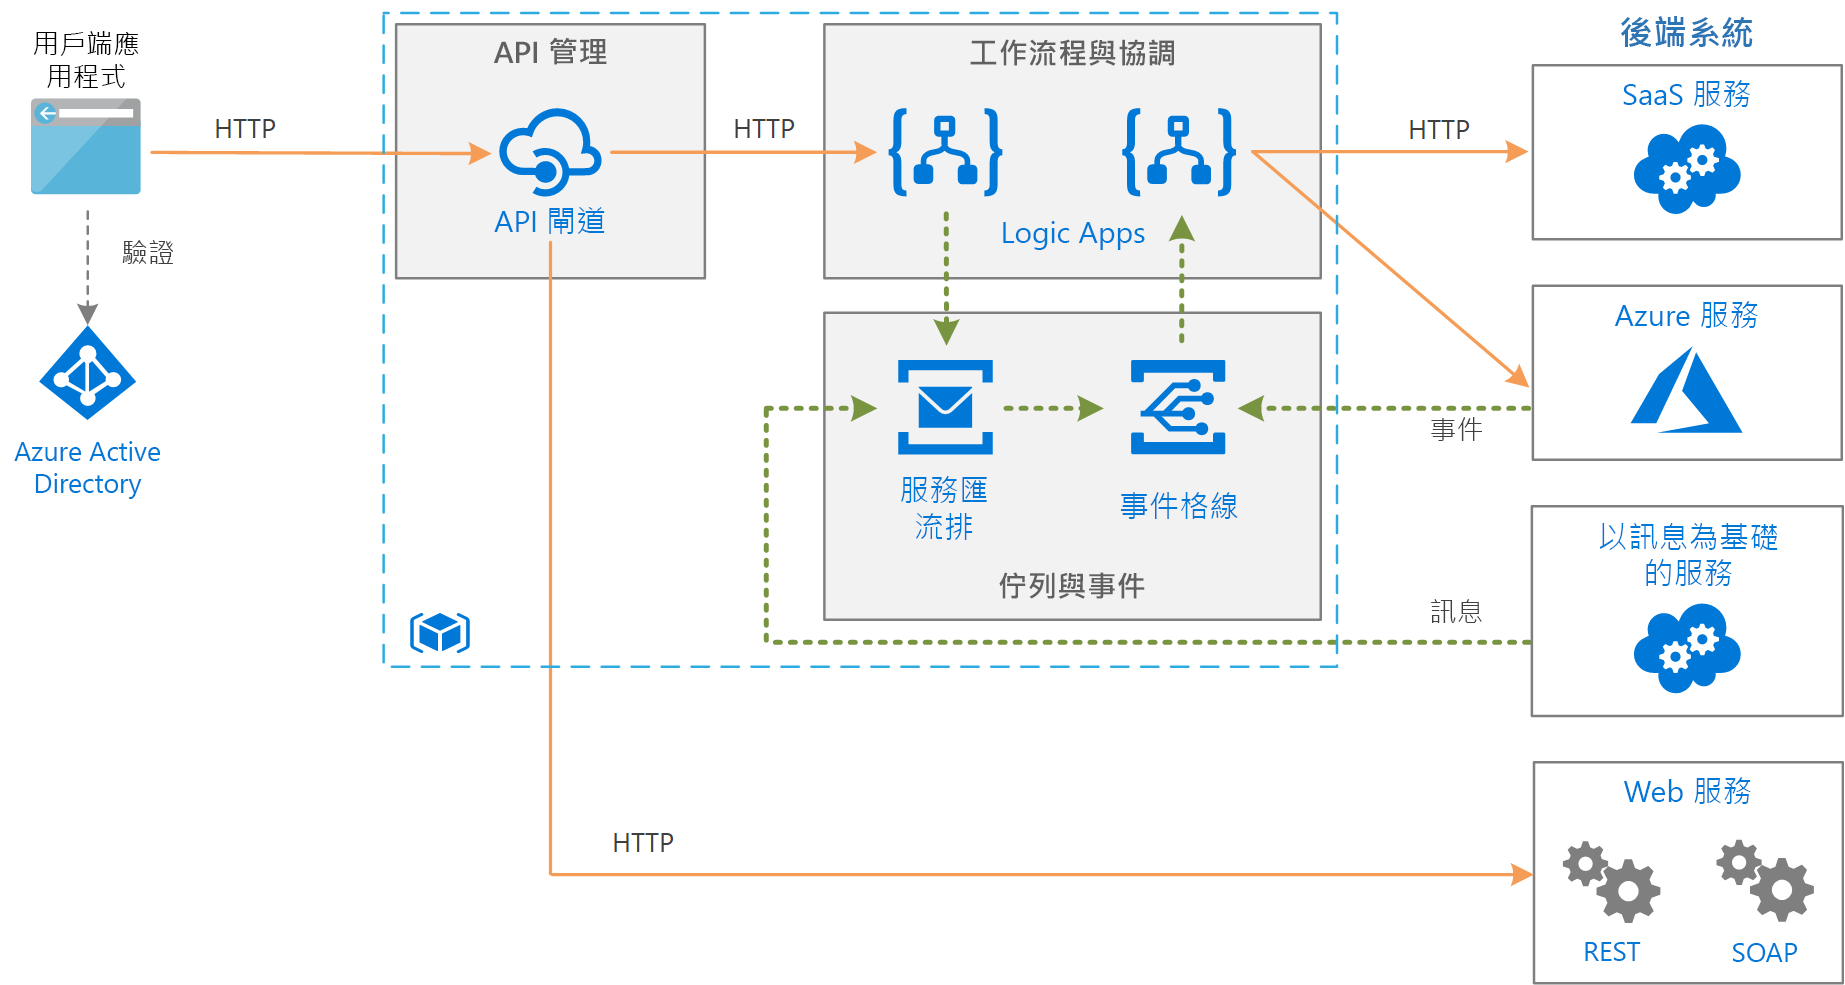 用戶端應
用程式
HTTP
驗證
Azure Active
Directory
API 管理
API 閘道
HTTP
工作流程與協調
Logic Apps
服務匯
流排
事件格線
佇列與事件
HTTP
事件
訊息
HTTP
後端系統
SaaS 服務
Azure 服務
以訊息為基礎
的服務
Web 服務
REST
SOAP